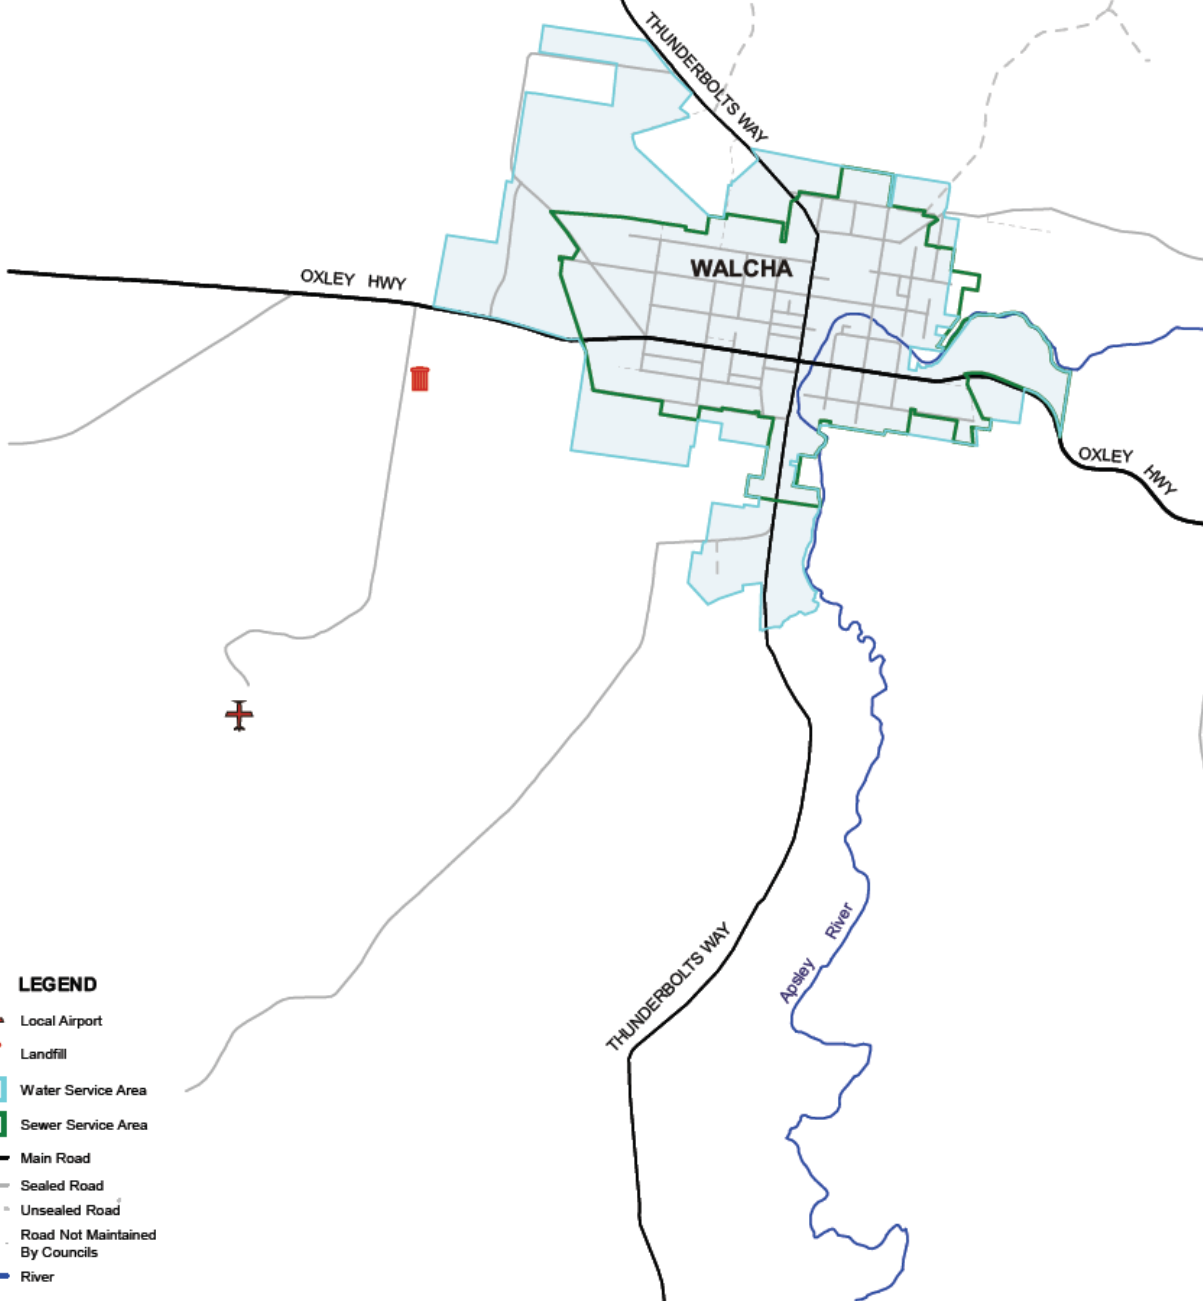 THUNDERBOLTS WAY
OXLEY HWY
WALCHA
OXLEY HWY
THUNDERBOLTS WAY
Apsley River
LEGEND
Local Airport
Landfill
Water Service Area
Sewer Service Area
Main Road
Sealed Road
Unsealed Road
Road Not Maintained
By Councils
River